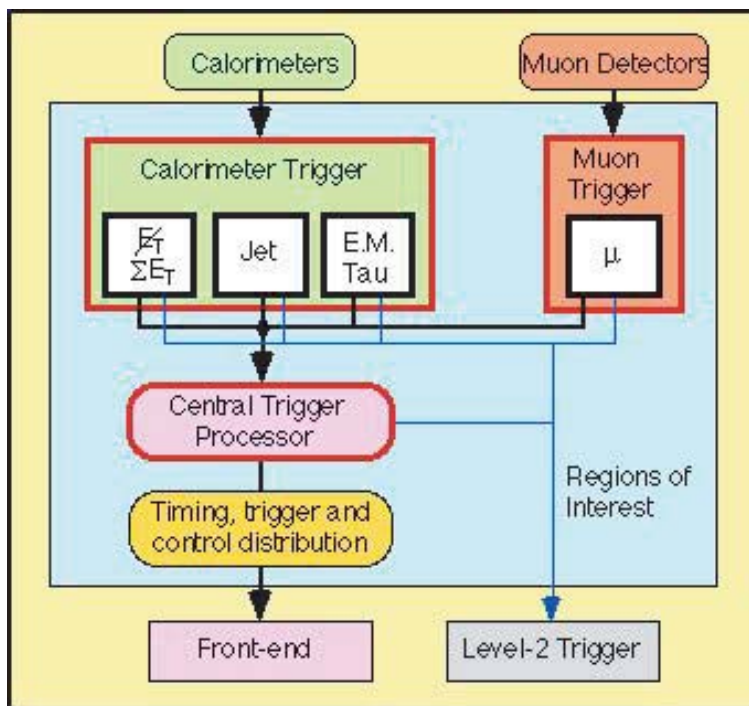 Calorimeters
Muon Detectors
Calorimeter Trigger
Muon
Trigger
E̸T
ΣET
Jet
E.M.
Tau
μ
Central Trigger
Processor
Regions of
Interest
Timing, trigger and
control distribution
Front-end
Level-2 Trigger